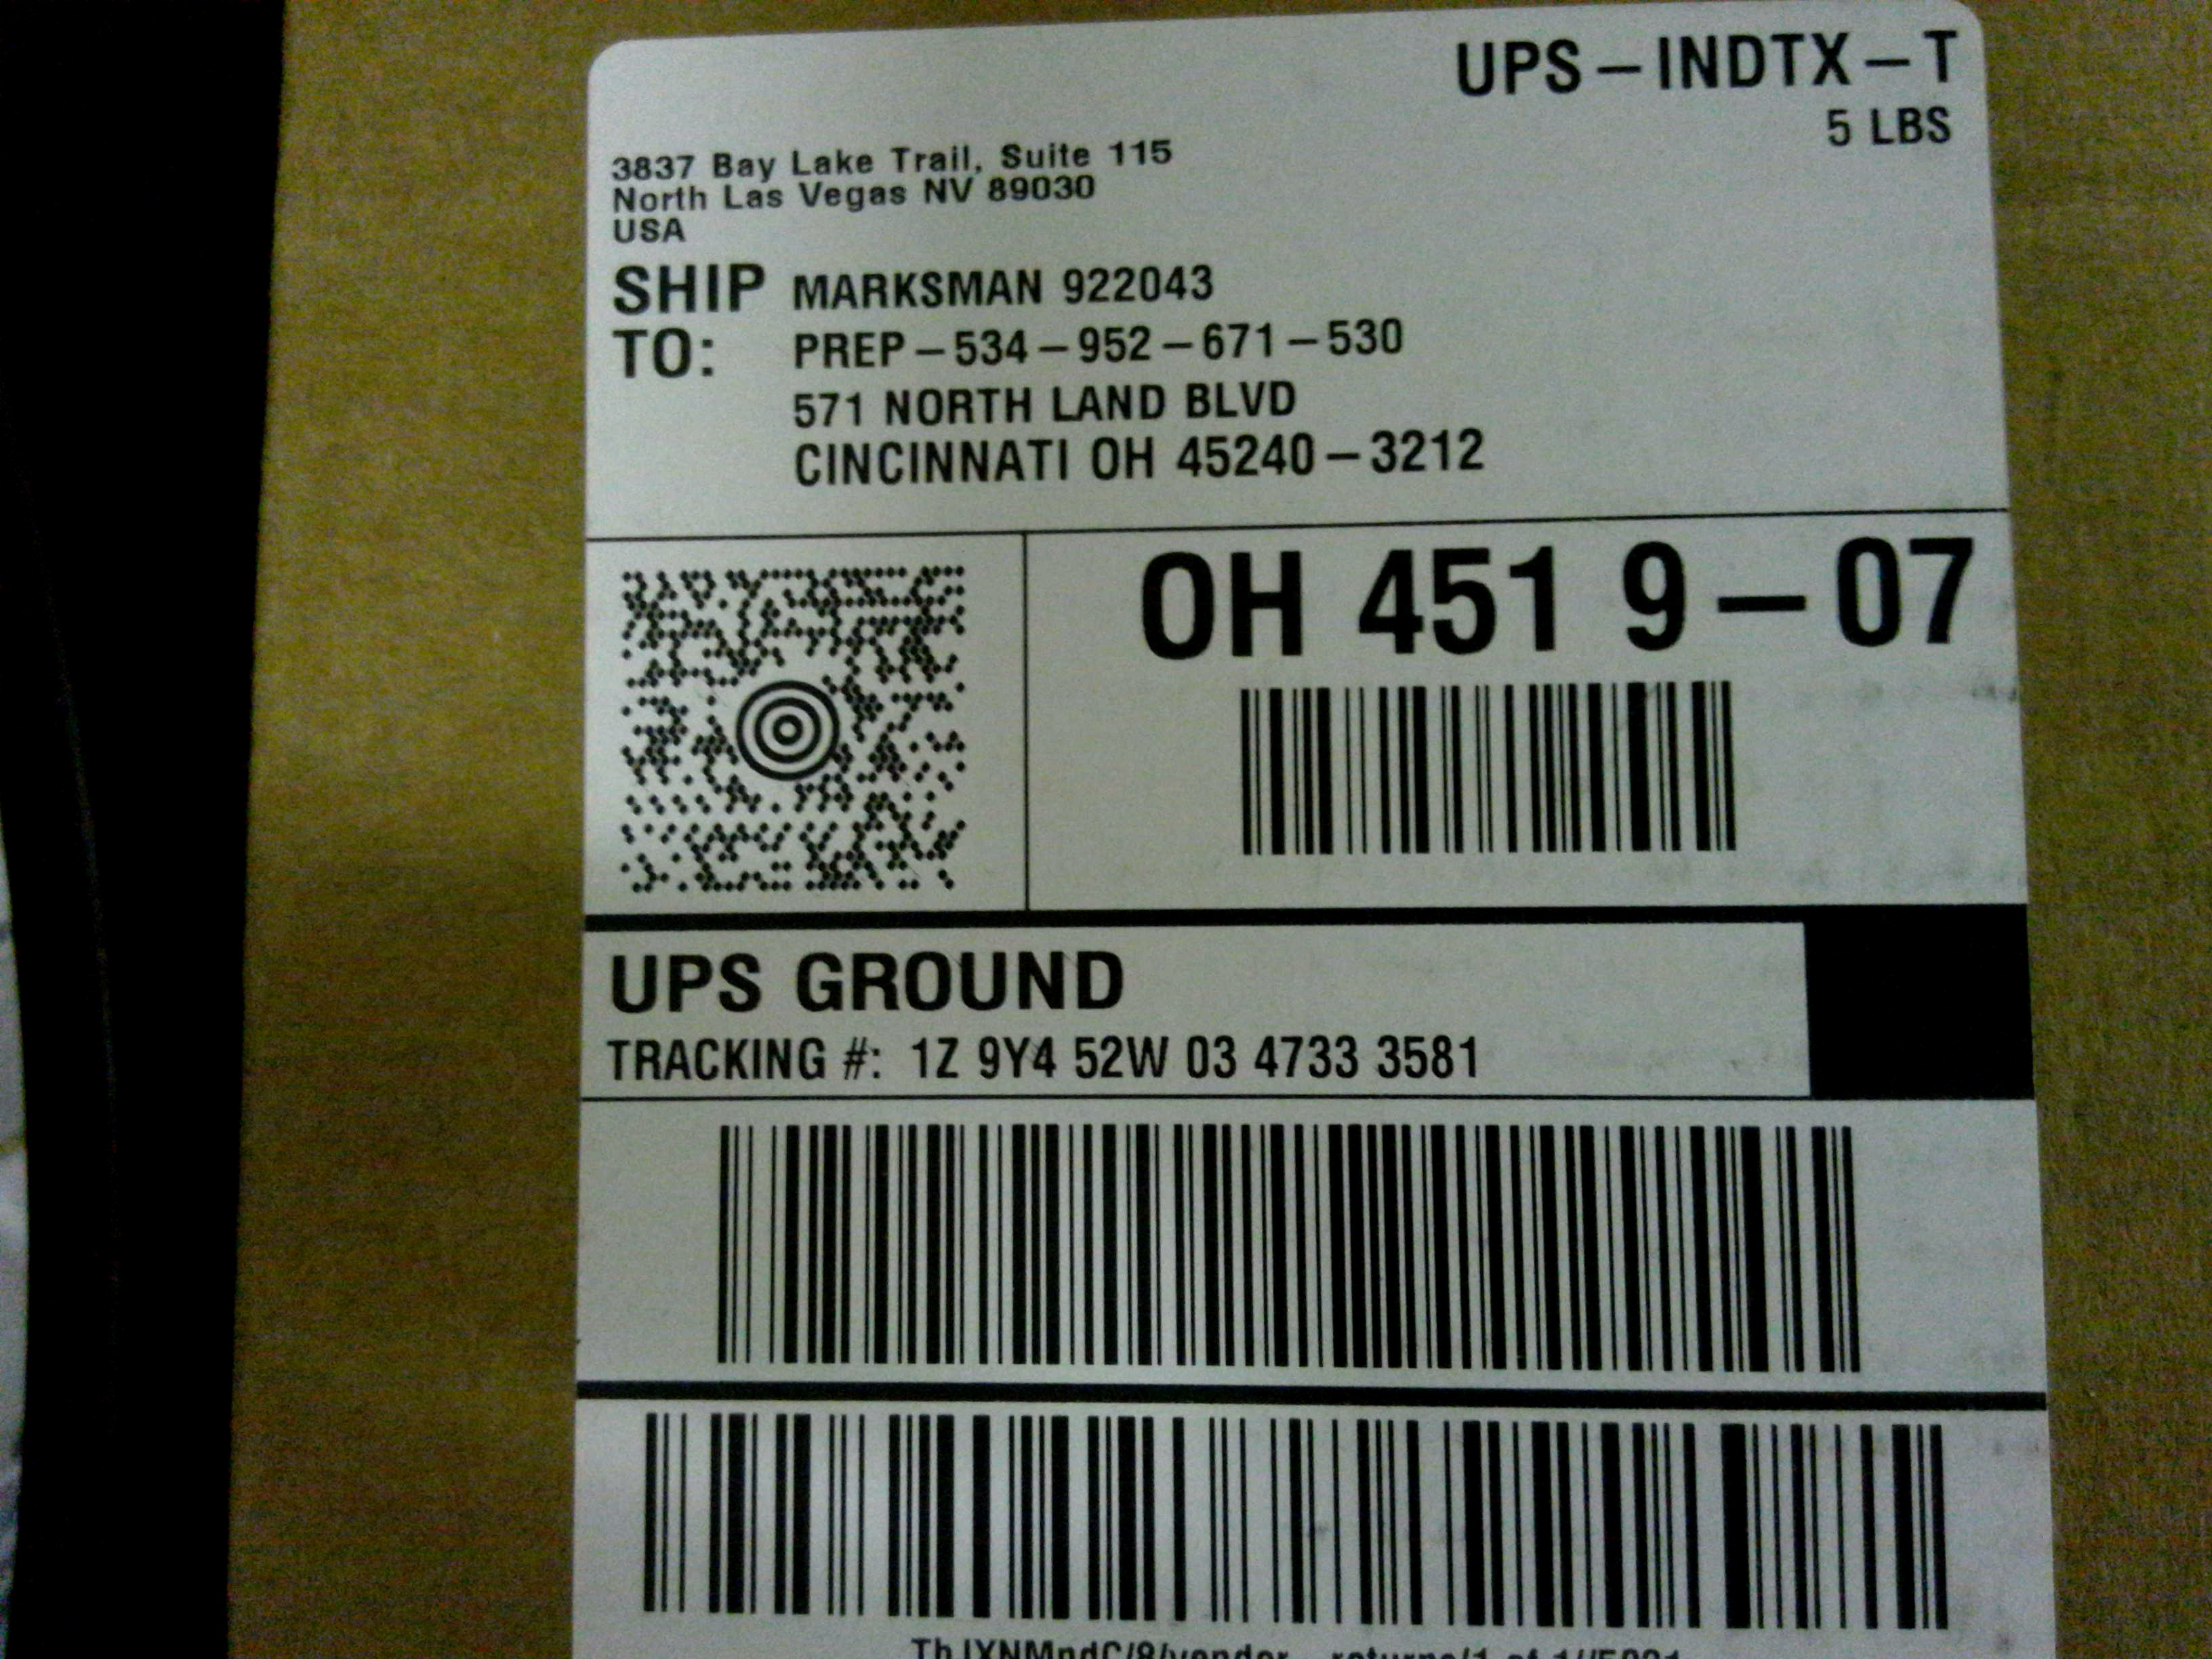 UPS – INDTX – T
5 LBS
3837 Bay Lake Trail, Suite 115
North Las Vegas NV 89030
USA
SHIP TO: MARKSMAN 922043
PREP – 534 – 952 – 671 – 530
571 NORTH LAND BLVD
CINCINNATI OH 45240 – 3212
OH 451 9 – 07
UPS GROUND
TRACKING #: 1Z 9Y4 52W 03 4733 3581